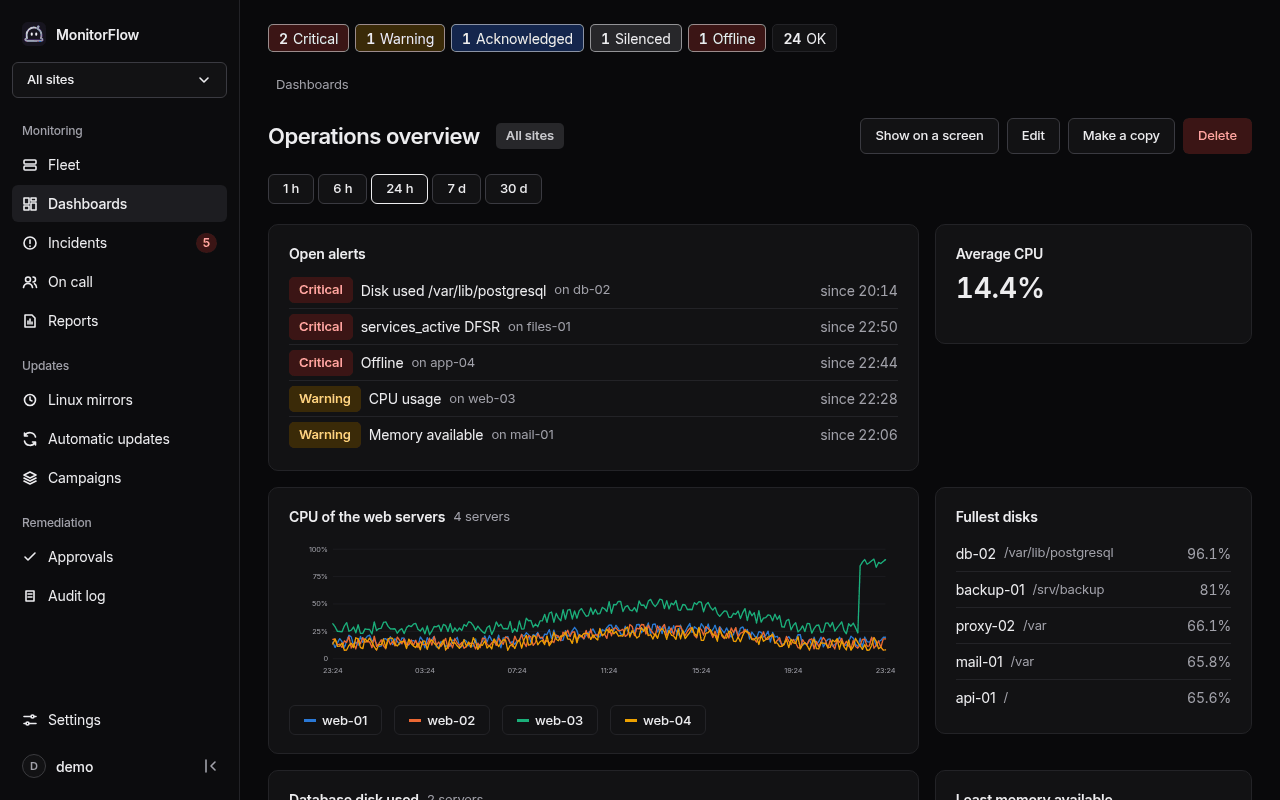 MonitorFlow
All sites
Monitoring
Fleet
Dashboards
Incidents 5
On call
Reports
Updates
Linux mirrors
Automatic updates
Campaigns
Remediation
Approvals
Audit log
Settings
D demo
2 Critical 1 Warning 1 Acknowledged 1 Silenced 1 Offline 24 OK
Dashboards
Operations overview All sites Show on a screen Edit Make a copy Delete
1 h 6 h 24 h 7 d 30 d
Open alerts
Critical Disk used /var/lib/postgresql on db-02 since 20:14
Critical services_active DFSR on files-01 since 22:50
Critical Offline on app-04 since 22:44
Warning CPU usage on web-03 since 22:28
Warning Memory available on mail-01 since 22:06
Average CPU
14.4%
CPU of the web servers 4 servers
100%
75%
50%
25%
0
23:24 03:24 07:24 11:24 15:24 19:24 23:24
web-01 web-02 web-03 web-04
Fullest disks
db-02 /var/lib/postgresql 96.1%
backup-01 /srv/backup 81%
proxy-02 /var 66.1%
mail-01 /var 65.8%
api-01 / 65.6%
Database disk used 2 servers
Least memory available